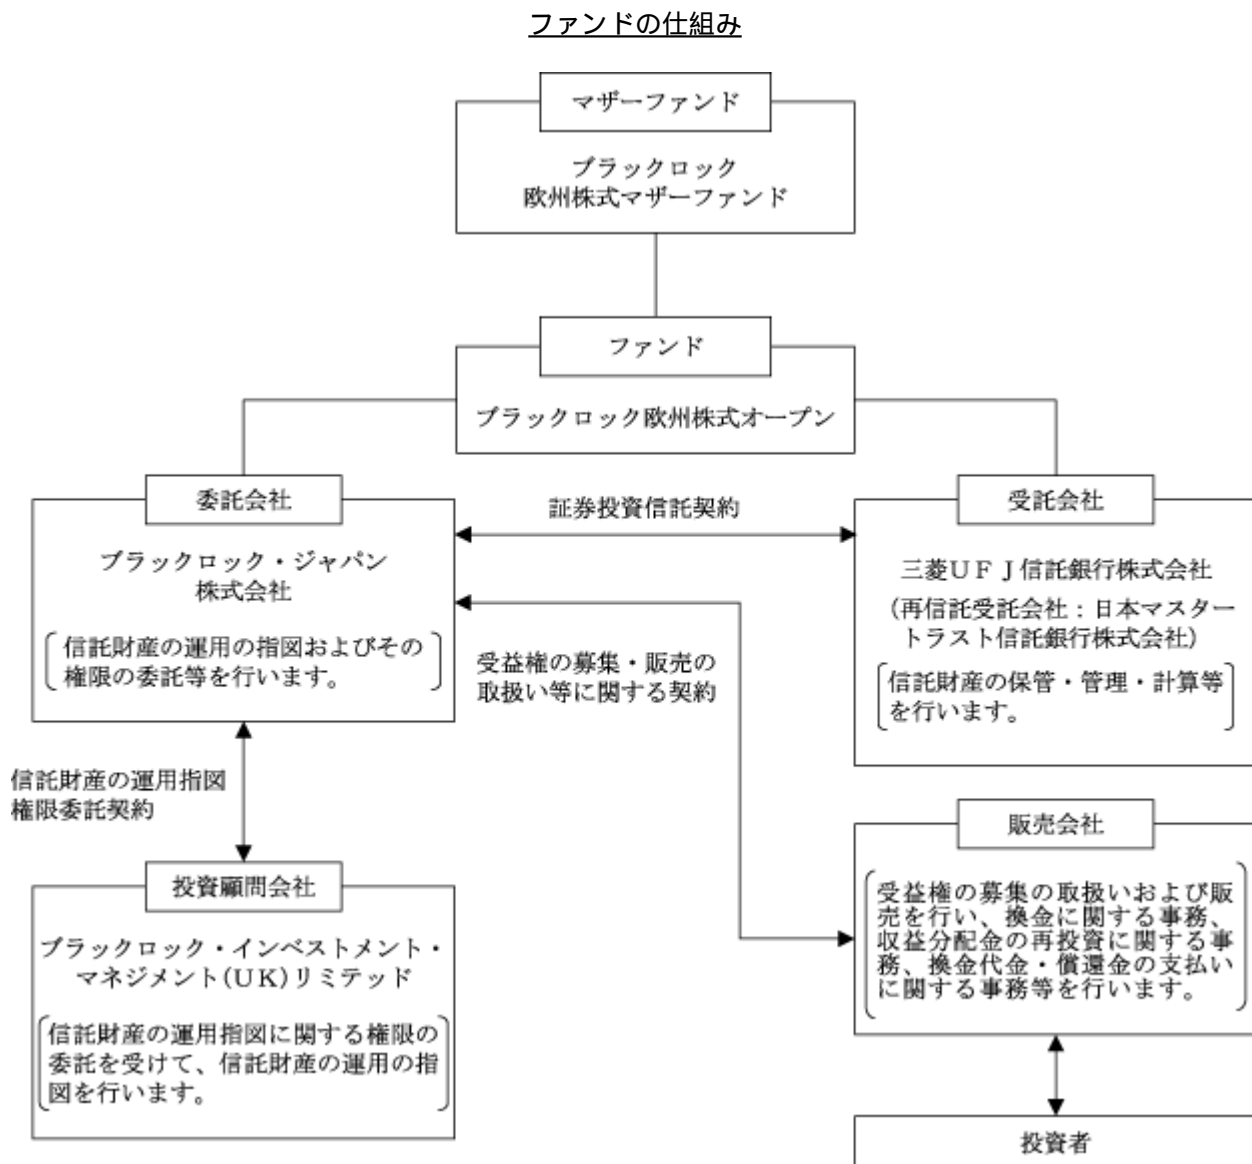 ファンドの仕組み
マザーファンド
ブラックロック
欧州株式マザーファンド
ファンド
ブラックロック欧州株式オープン
委託会社
ブラックロック・ジャパン
株式会社
信託財産の運用の指図およびその
権限の委託等を行います。
証券投資信託契約
受益権の募集・販売の
取扱い等に関する契約
受託会社
三菱UFJ信託銀行株式会社
(再信託受託会社:日本マスター
トラスト信託銀行株式会社)
信託財産の保管・管理・計算等
を行います。
信託財産の運用指図
権限委託契約
投資顧問会社
ブラックロック・インベストメント・
マネジメント(UK)リミテッド
信託財産の運用指図に関する権限の
委託を受けて、信託財産の運用の指
図を行います。
販売会社
受益権の募集の取扱いおよび販
売を行い、換金に関する事務、
収益分配金の再投資に関する事
務、換金代金・償還金の支払い
に関する事務等を行います。
投資者